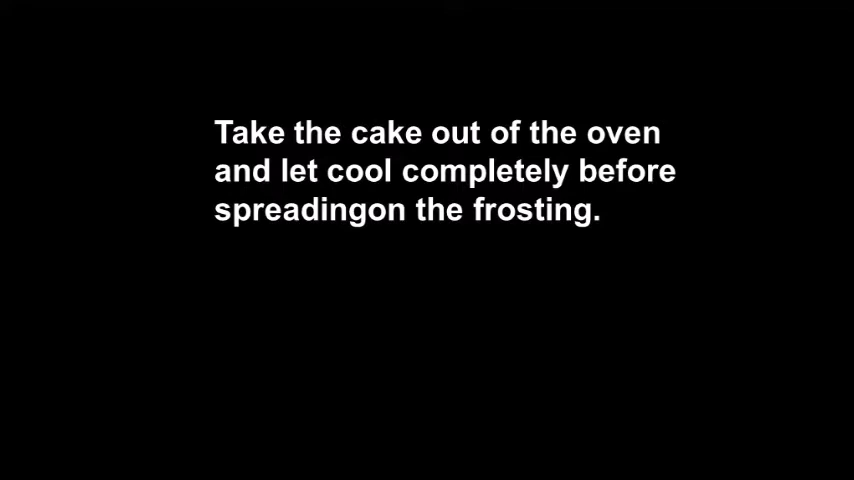 Take the cake out of the oven
and let cool completely before
spreadingon the frosting.